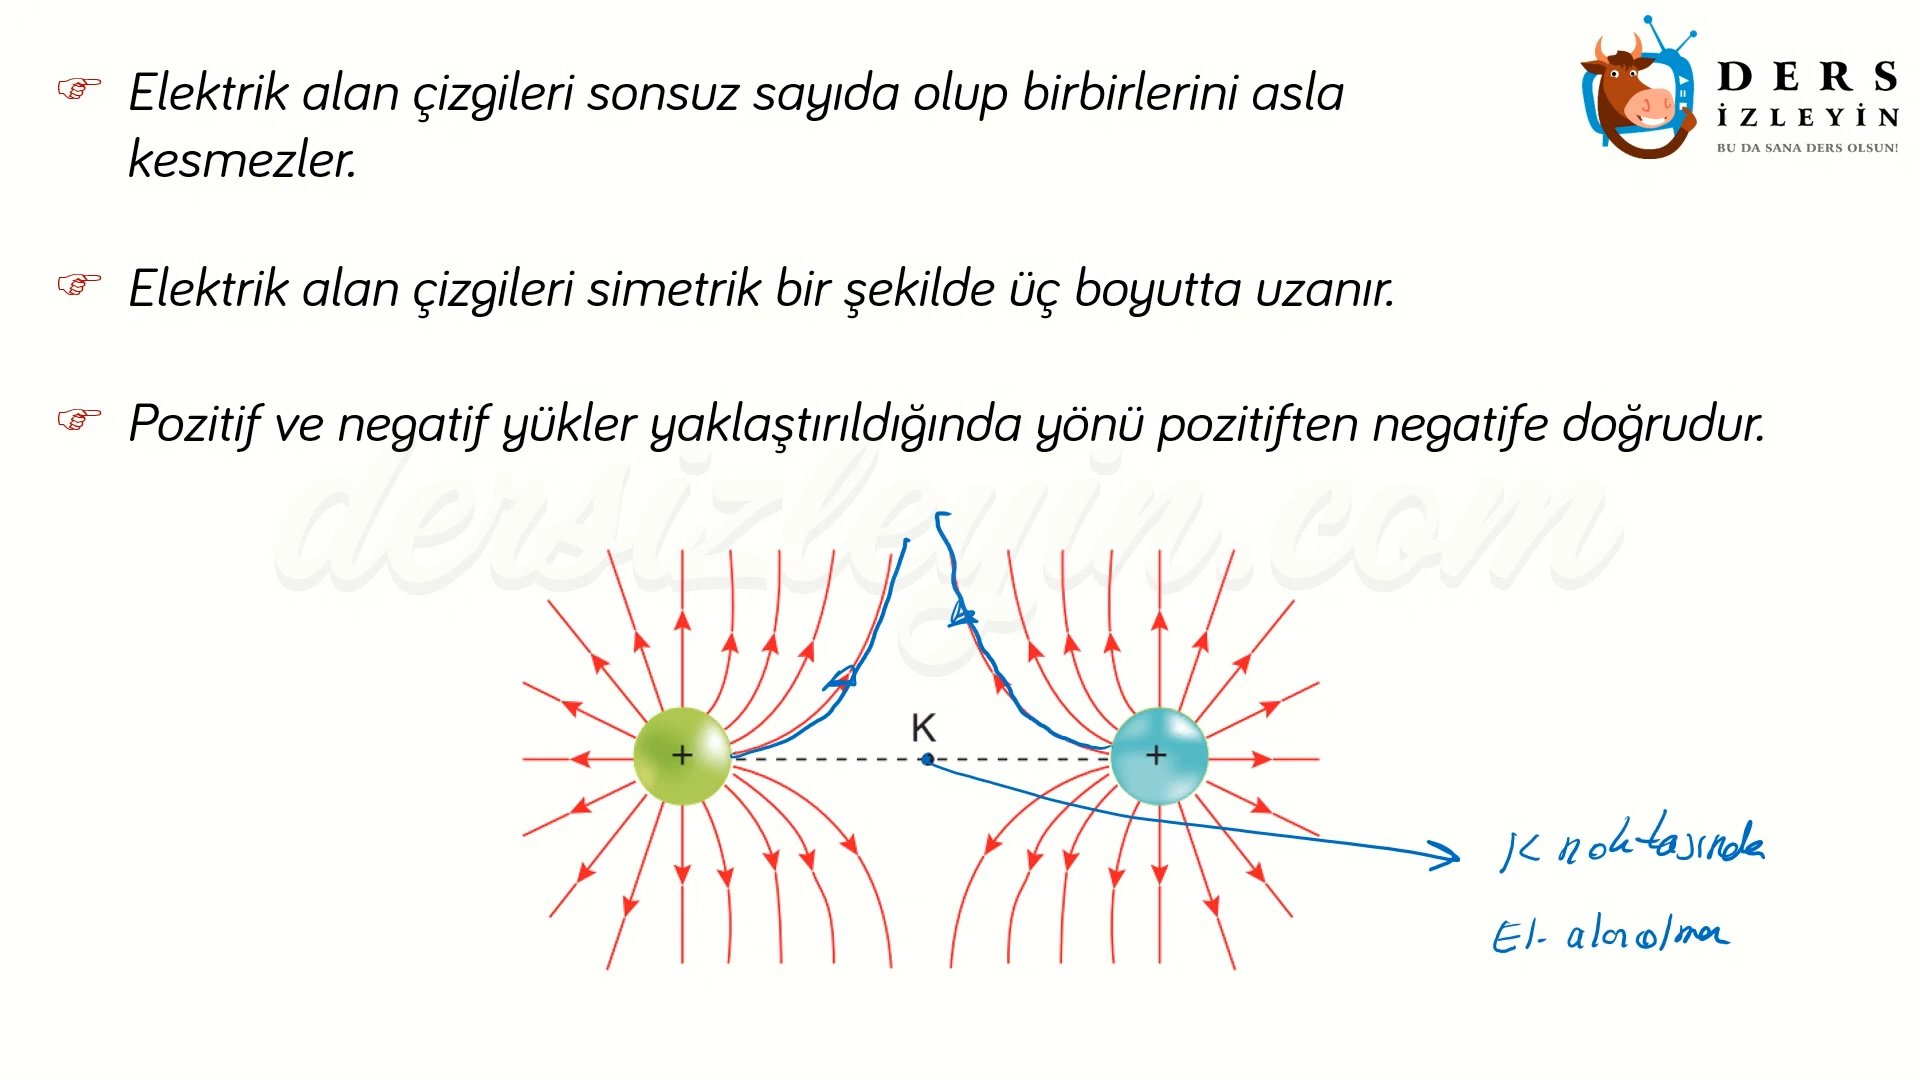 Elektrik alan çizgileri sonsuz sayıda olup birbirlerini asla
kesmezler.
Elektrik alan çizgileri simetrik bir şekilde üç boyutta uzanır.
Pozitif ve negatif yükler yaklaştırıldığında yönü pozitiften negatife doğrudur.
DERS
İZLEYİN
BU DA SANA DERS OLSUN!
dersizleyin.com
K
+ +
K noktasında
El. alan olmaz